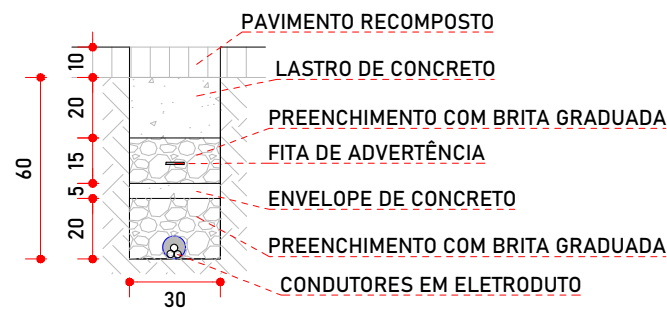 PAVIMENTO RECOMPOSTO
10
LASTRO DE CONCRETO
20
PREENCHIMENTO COM BRITA GRADUADA
60
15
FITA DE ADVERTÊNCIA
5
ENVELOPE DE CONCRETO
20
PREENCHIMENTO COM BRITA GRADUADA
CONDUTORES EM ELETRODUTO
30